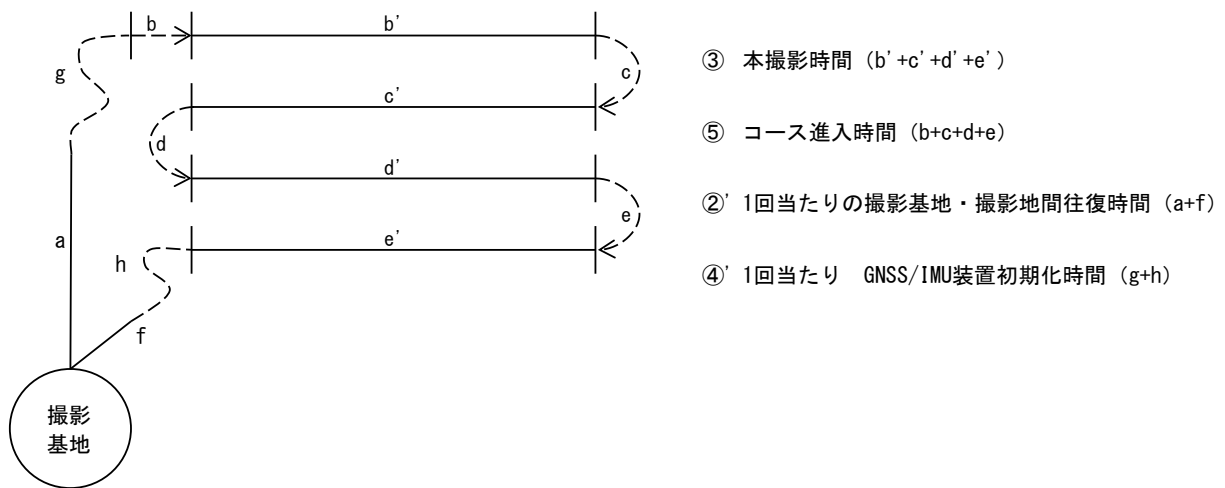 b
b'
g
c
③ 本撮影時間（b'+c'+d'+e'）
c'
⑤ コース進入時間（b+c+d+e）
d
d'
②' 1回当たりの撮影基地・撮影地間往復時間（a+f）
e
a
e'
h
④' 1回当たり　GNSS/IMU装置初期化時間（g+h）
f
撮影
基地